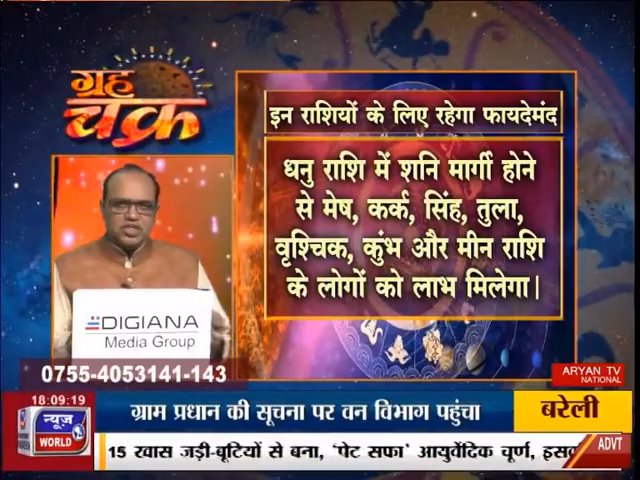 ग्रह
चक्र
इन राशियों के लिए रहेगा फायदेमंद
धनु राशि में शनि मार्गी होने
से मेष, कर्क, सिंह, तुला,
वृश्चिक, कुंभ और मीन राशि
के लोगों को लाभ मिलेगा।
DIGIANA
Media Group
0755-4053141-143
ARYAN TV
NATIONAL
18:09:19
न्यूज़
WORLD
ग्राम प्रधान की सूचना पर वन विभाग पहुंचा
बरेली
15 खास जड़ी-बूटियों से बना, 'पेट सफा' आयुर्वेदिक चूर्ण,
ADVT